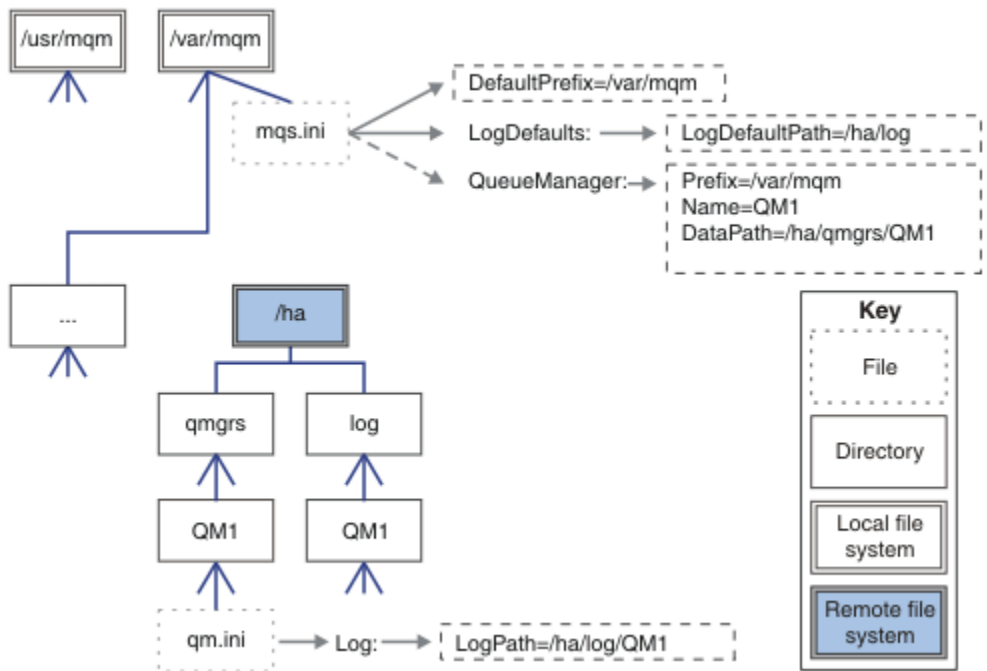 /usr/mqm
/var/mqm
mqs.ini
DefaultPrefix=/var/mqm
LogDefaults:
LogDefaultPath=/ha/log
QueueManager:
Prefix=/var/mqm
Name=QM1
DataPath=/ha/qmgrs/QM1
...
/ha
qmgrs
log
QM1
QM1
qm.ini
Log:
LogPath=/ha/log/QM1
Key
File
Directory
Local file
system
Remote file
system